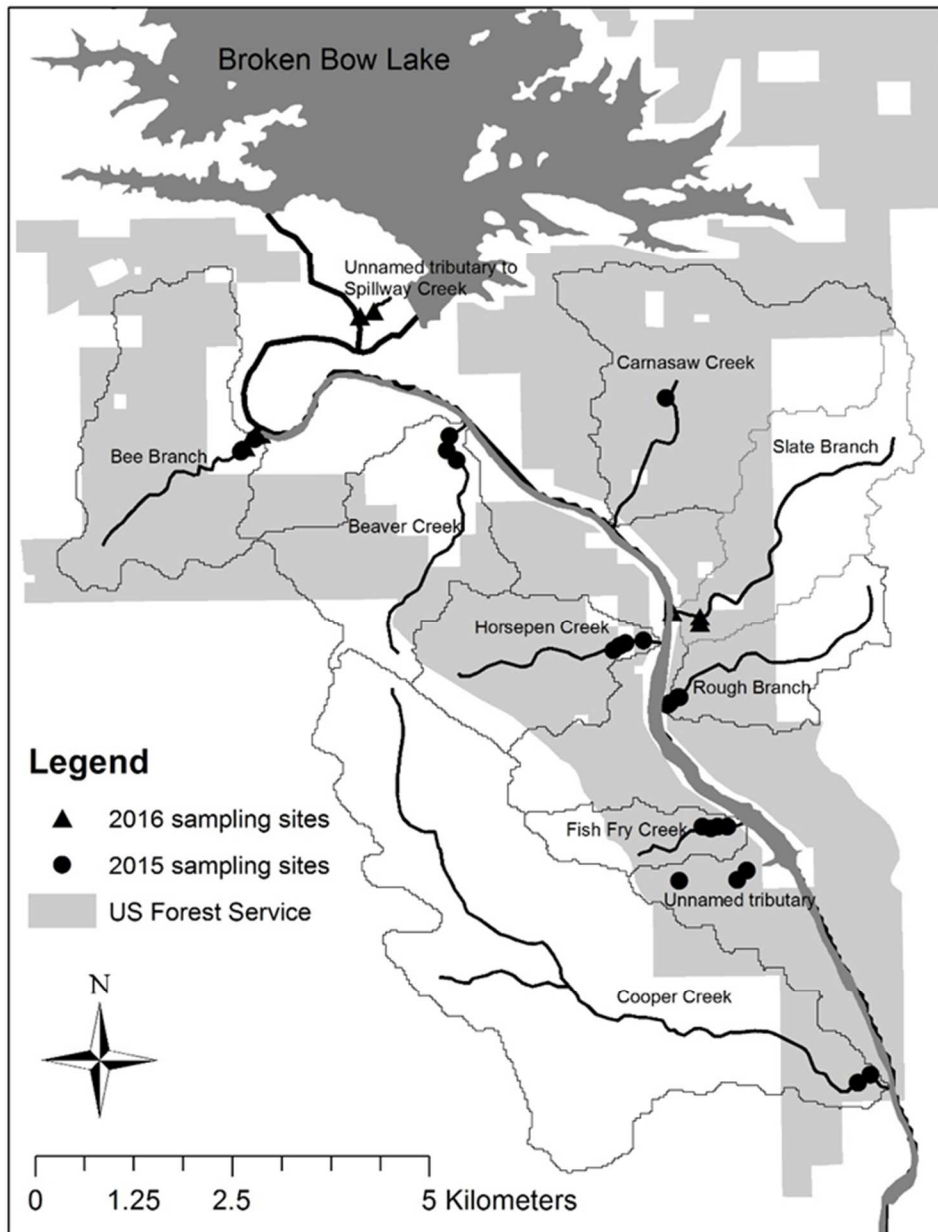 Broken Bow Lake
Unnamed tributary to
Spillway Creek
Carnasaw Creek
Slate Branch
Bee Branch
Beaver Creek
Horsepen Creek
Rough Branch
Legend
2016 sampling sites
2015 sampling sites
US Forest Service
Fish Fry Creek
Unnamed tributary
Cooper Creek
N
0 1.25 2.5 5 Kilometers